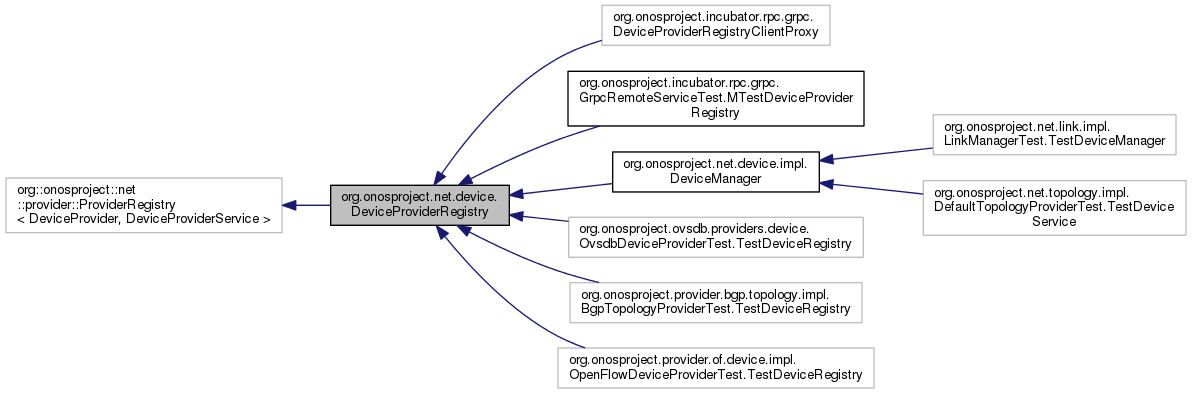 org.onosproject.incubator.rpc.grpc.
DeviceProviderRegistryClientProxy
org.onosproject.incubator.rpc.grpc.
GrpcRemoteServiceTest.MTestDeviceProvider
Registry
org.onosproject.net.link.impl.
LinkManagerTest.TestDeviceManager
org.onosproject.net.device.impl.
DeviceManager
org::onosproject::net
::provider::ProviderRegistry
< DeviceProvider, DeviceProviderService >
org.onosproject.net.device.
DeviceProviderRegistry
org.onosproject.net.topology.impl.
DefaultTopologyProviderTest.TestDevice
Service
org.onosproject.ovsdb.providers.device.
OvsdbDeviceProviderTest.TestDeviceRegistry
org.onosproject.provider.bgp.topology.impl.
BgpTopologyProviderTest.TestDeviceRegistry
org.onosproject.provider.of.device.impl.
OpenFlowDeviceProviderTest.TestDeviceRegistry